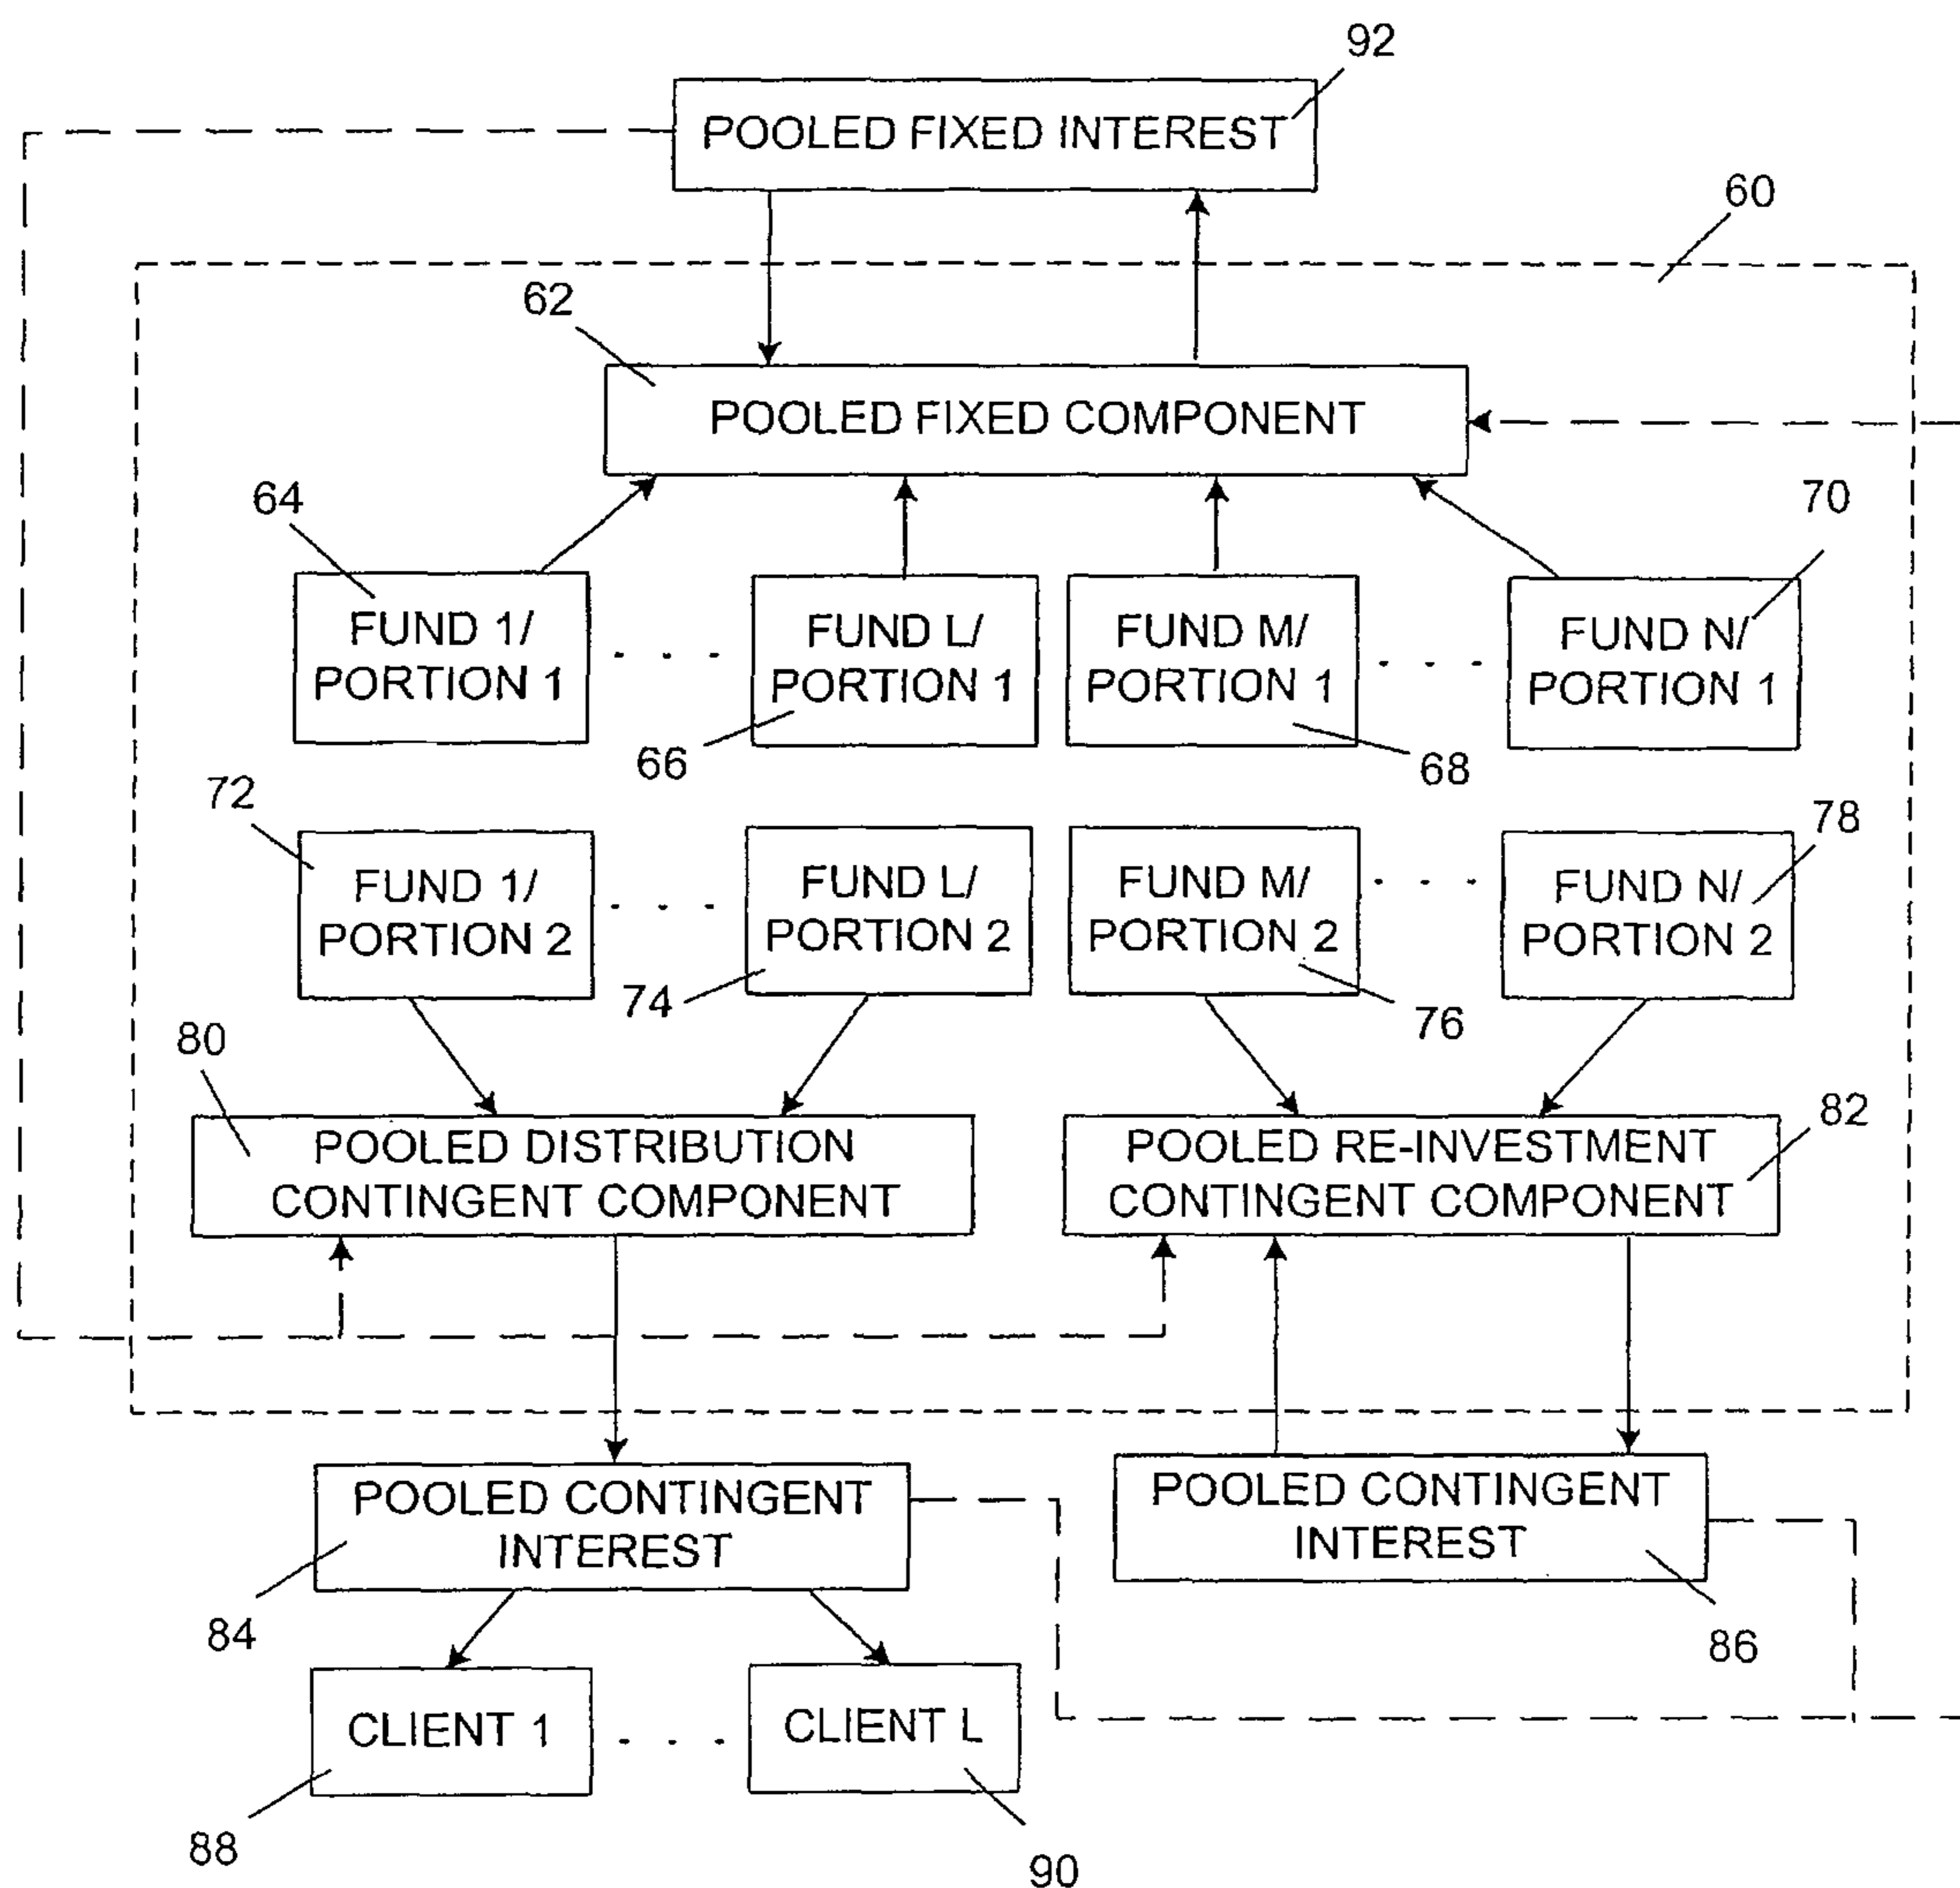 92
POOLED FIXED INTEREST
60
62
POOLED FIXED COMPONENT
64
70
FUND 1/
PORTION 1
. . .
FUND L/
PORTION 1
FUND M/
PORTION 1
. . .
FUND N/
PORTION 1
66
68
72
78
FUND 1/
PORTION 2
. . .
FUND L/
PORTION 2
FUND M/
PORTION 2
. . .
FUND N/
PORTION 2
74
76
80
82
POOLED DISTRIBUTION
CONTINGENT COMPONENT
POOLED RE-INVESTMENT
CONTINGENT COMPONENT
POOLED CONTINGENT
INTEREST
POOLED CONTINGENT
INTEREST
84
86
CLIENT 1
. . .
CLIENT L
88
90